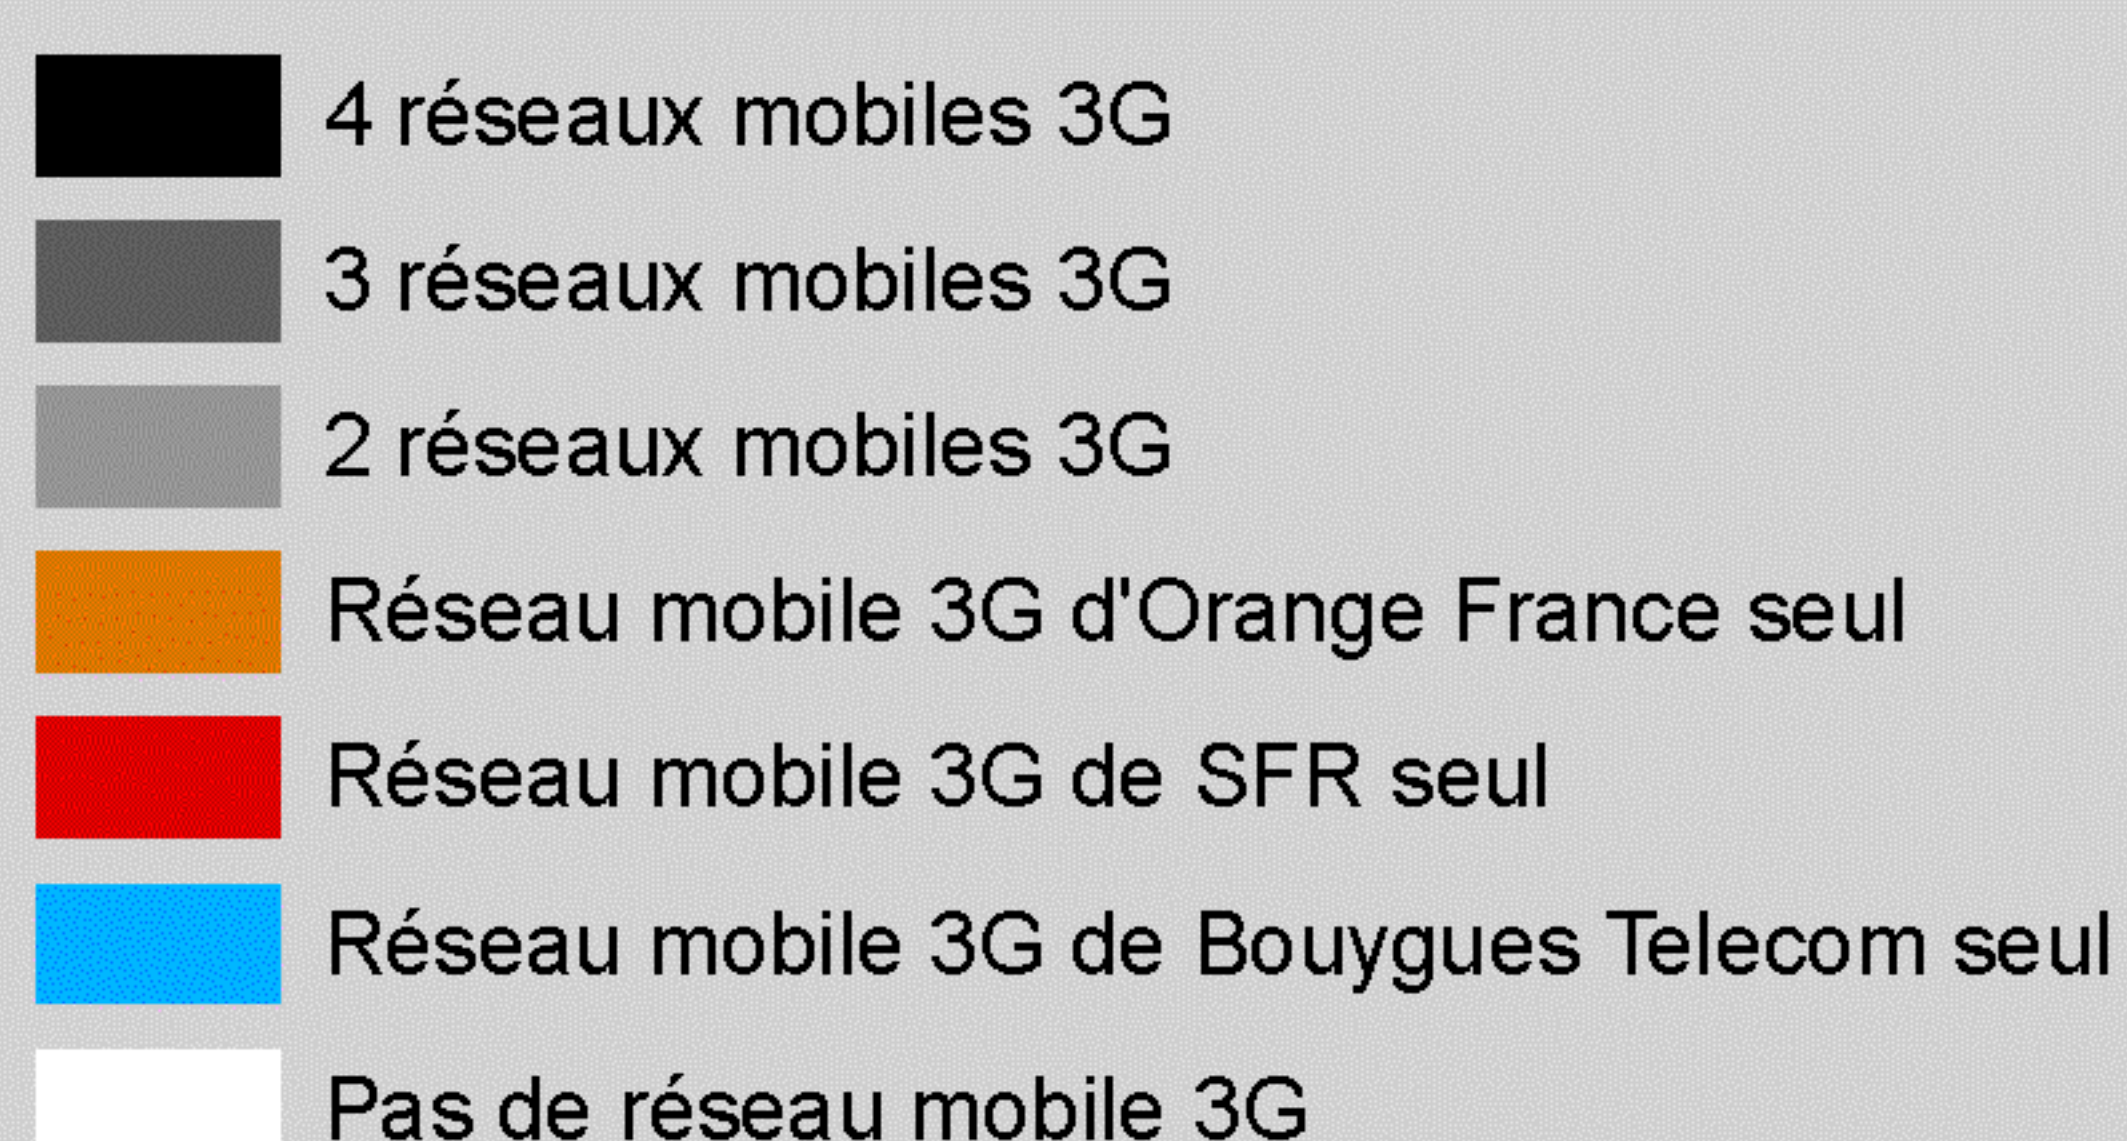 4 réseaux mobiles 3G
3 réseaux mobiles 3G
2 réseaux mobiles 3G
Réseau mobile 3G d'Orange France seul
Réseau mobile 3G de SFR seul
Réseau mobile 3G de Bouygues Telecom seul
Pas de réseau mobile 3G